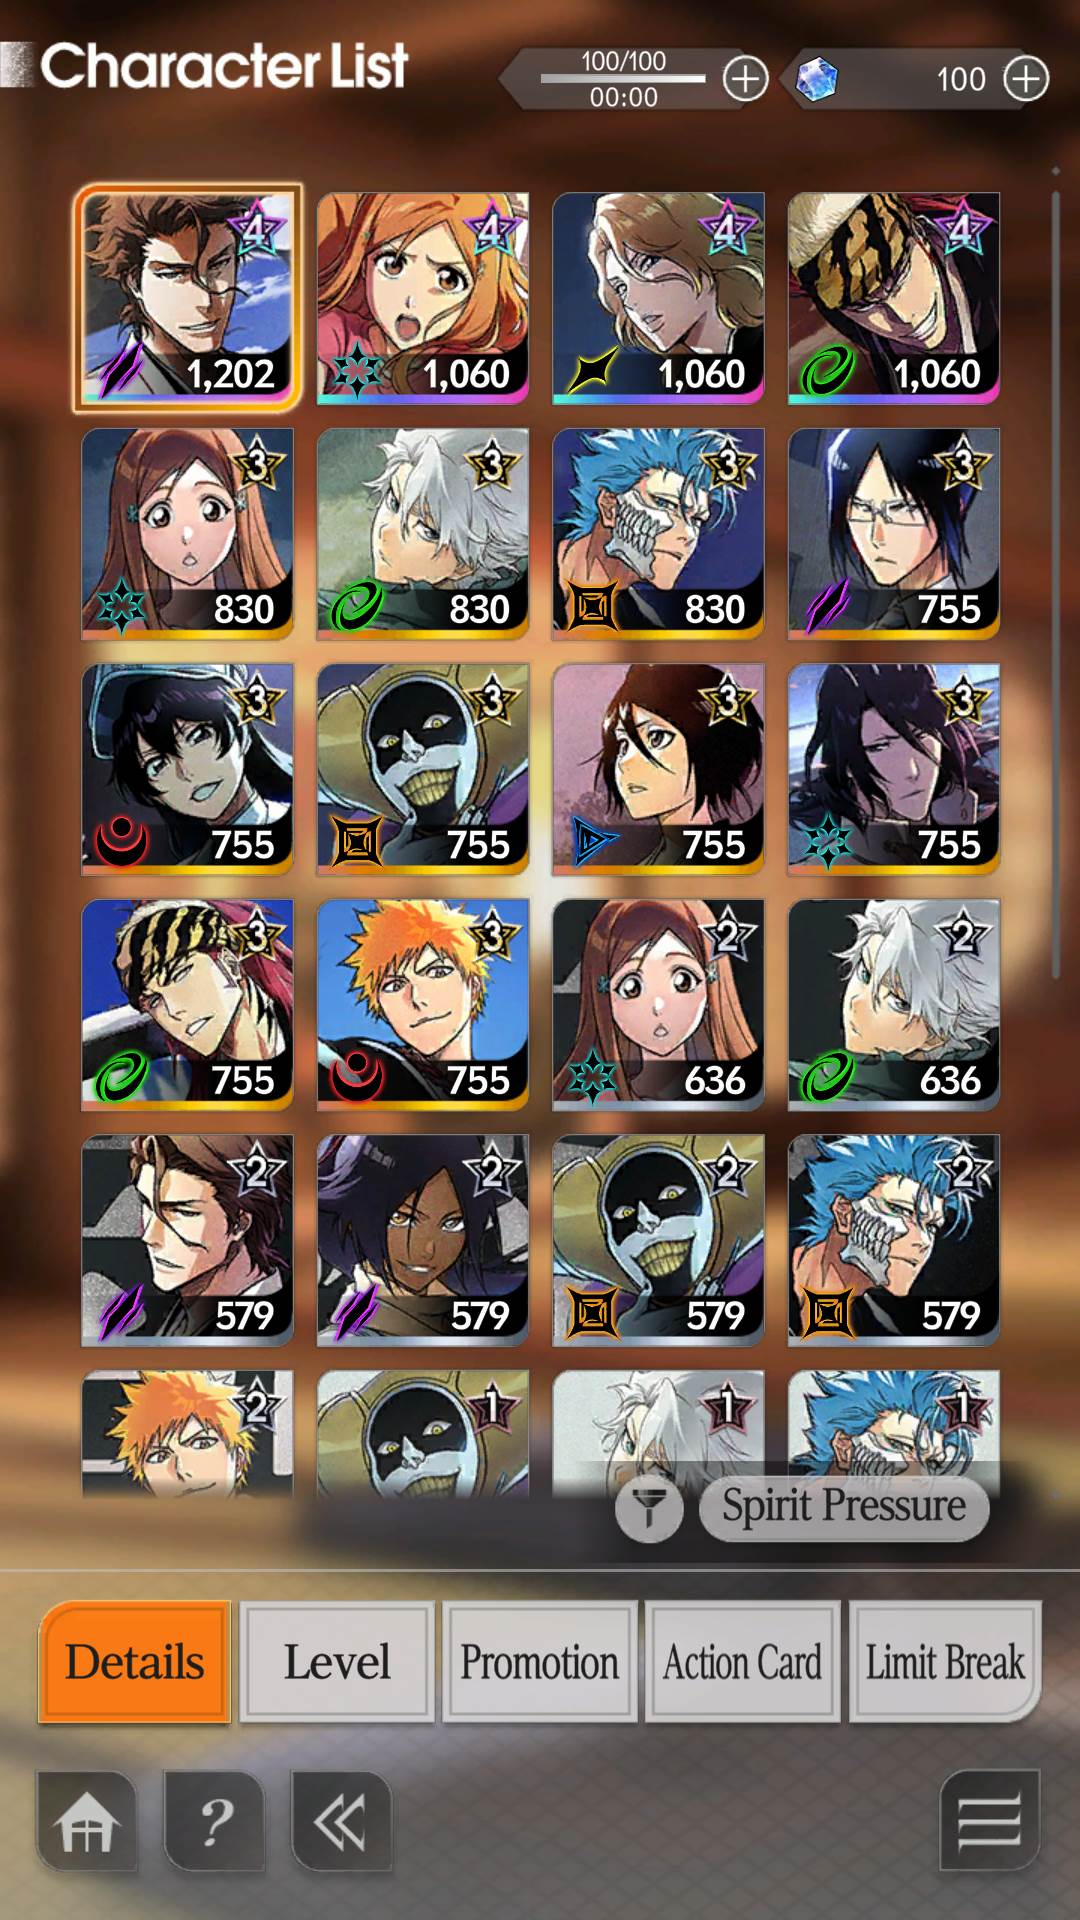 Character List
100/100
00:00
100
4 4 4 4
1,202 1,060 1,060 1,060
3 3 3 3
830 830 830 755
3 3 3 3
755 755 755 755
3 3 2 2
755 755 636 636
2 2 2 2
579 579 579 579
2 1 1 1
Spirit Pressure
Details Level Promotion Action Card Limit Break
?